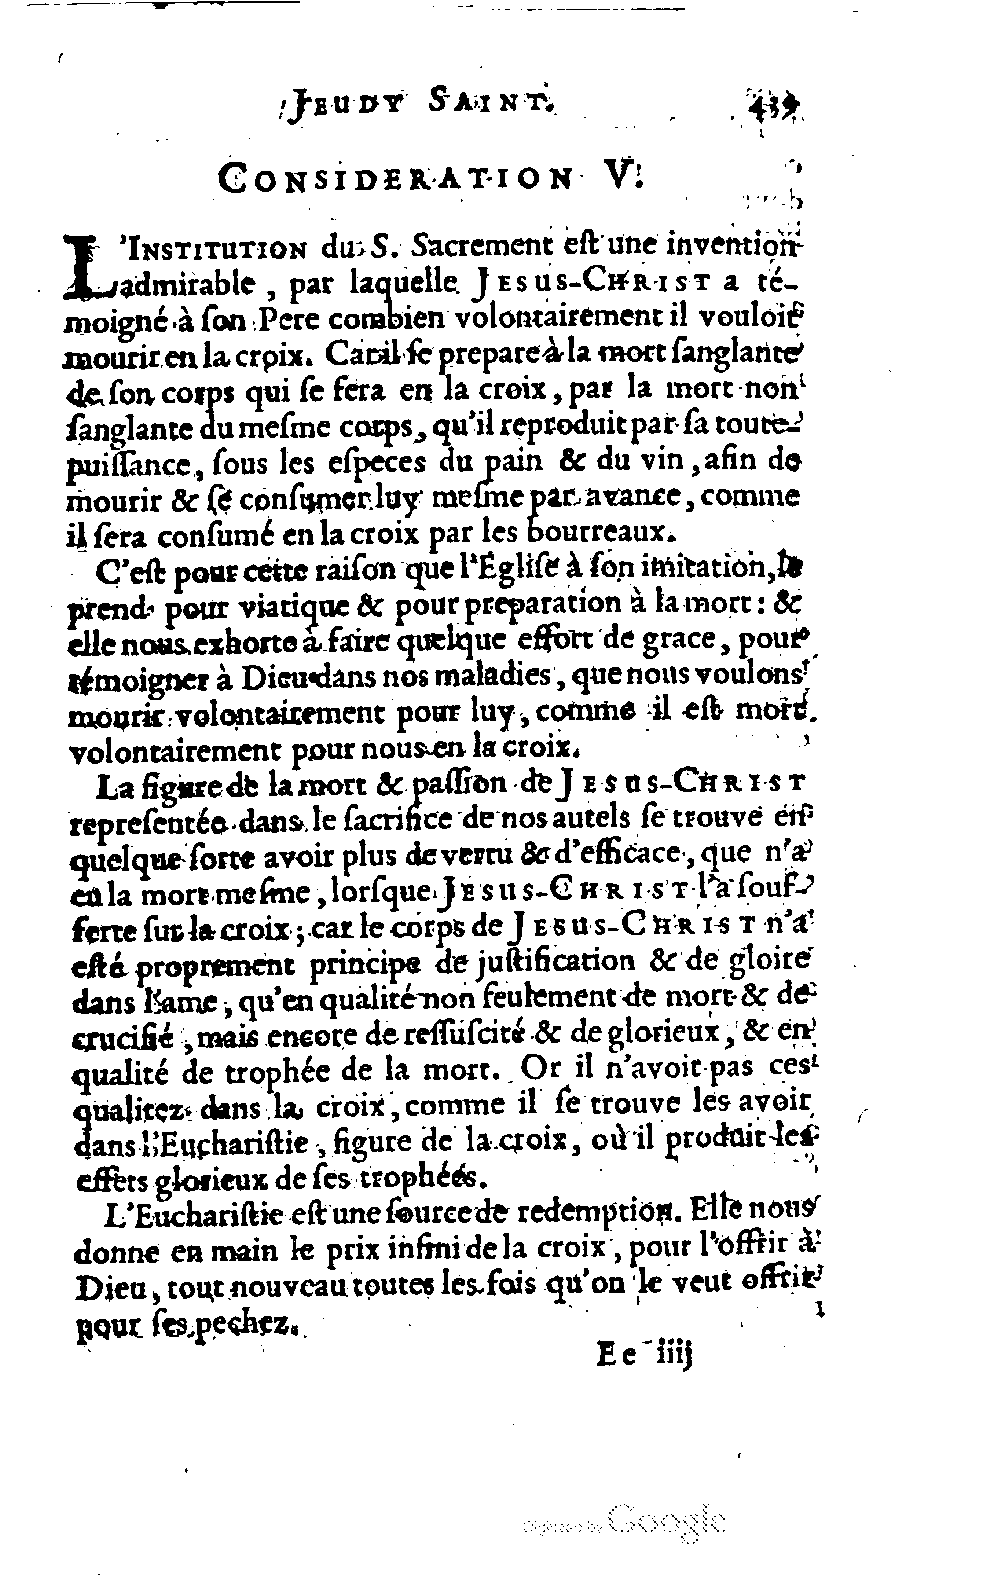 JEUDY SAINT. 439
CONSIDERATION V.
L'INSTITUTION du S. Sacrement eſt une invention
admirable, par laquelle JESUS-CHRIST a té-
moigné à ſon Pere combien volontairement il vouloit
mourir en la croix. Car il ſe prepare à la mort ſanglante
de ſon corps qui ſe fera en la croix, par la mort non
ſanglante du meſme corps, qu'il reproduit par ſa toute-
puiſſance, ſous les eſpeces du pain & du vin, afin de
mourir & ſe conſumer luy meſme par avance, comme
il ſera conſumé en la croix par les bourreaux.
C'eſt pour cette raiſon que l'Égliſe à ſon imitation, le
prend pour viatique & pour preparation à la mort: &
elle nous exhorte à faire quelque effort de grace, pour
témoigner à Dieu dans nos maladies, que nous voulons
mourir volontairement pour luy, comme il eſt mort
volontairement pour nous en la croix.
La figure de la mort & paſſion de JESUS-CHRIST
repreſentée dans le ſacrifice de nos autels ſe trouve en
quelque ſorte avoir plus de vertu & d'efficace, que n'a
en la mort meſme, lorſque JESUS-CHRIST l'a ſouf-
ferte ſur la croix; car le corps de JESUS-CHRIST n'a
eſté proprement principe de juſtification & de gloire
dans l'ame, qu'en qualité non ſeulement de mort & de
crucifié, mais encore de reſſuſcité & de glorieux, & en
qualité de trophée de la mort. Or il n'avoit pas ces
qualitez dans la croix, comme il ſe trouve les avoir
dans l'Euchariſtie, figure de la croix, où il produit les
effets glorieux de ſes trophées.
L'Euchariſtie eſt une ſource de redemption. Elle nous
donne en main le prix infini de la croix, pour l'offrir à
Dieu, tout nouveau toutes les fois qu'on le veut offrir
pour ſes pechez.
Ee iiij
Digitized by Google